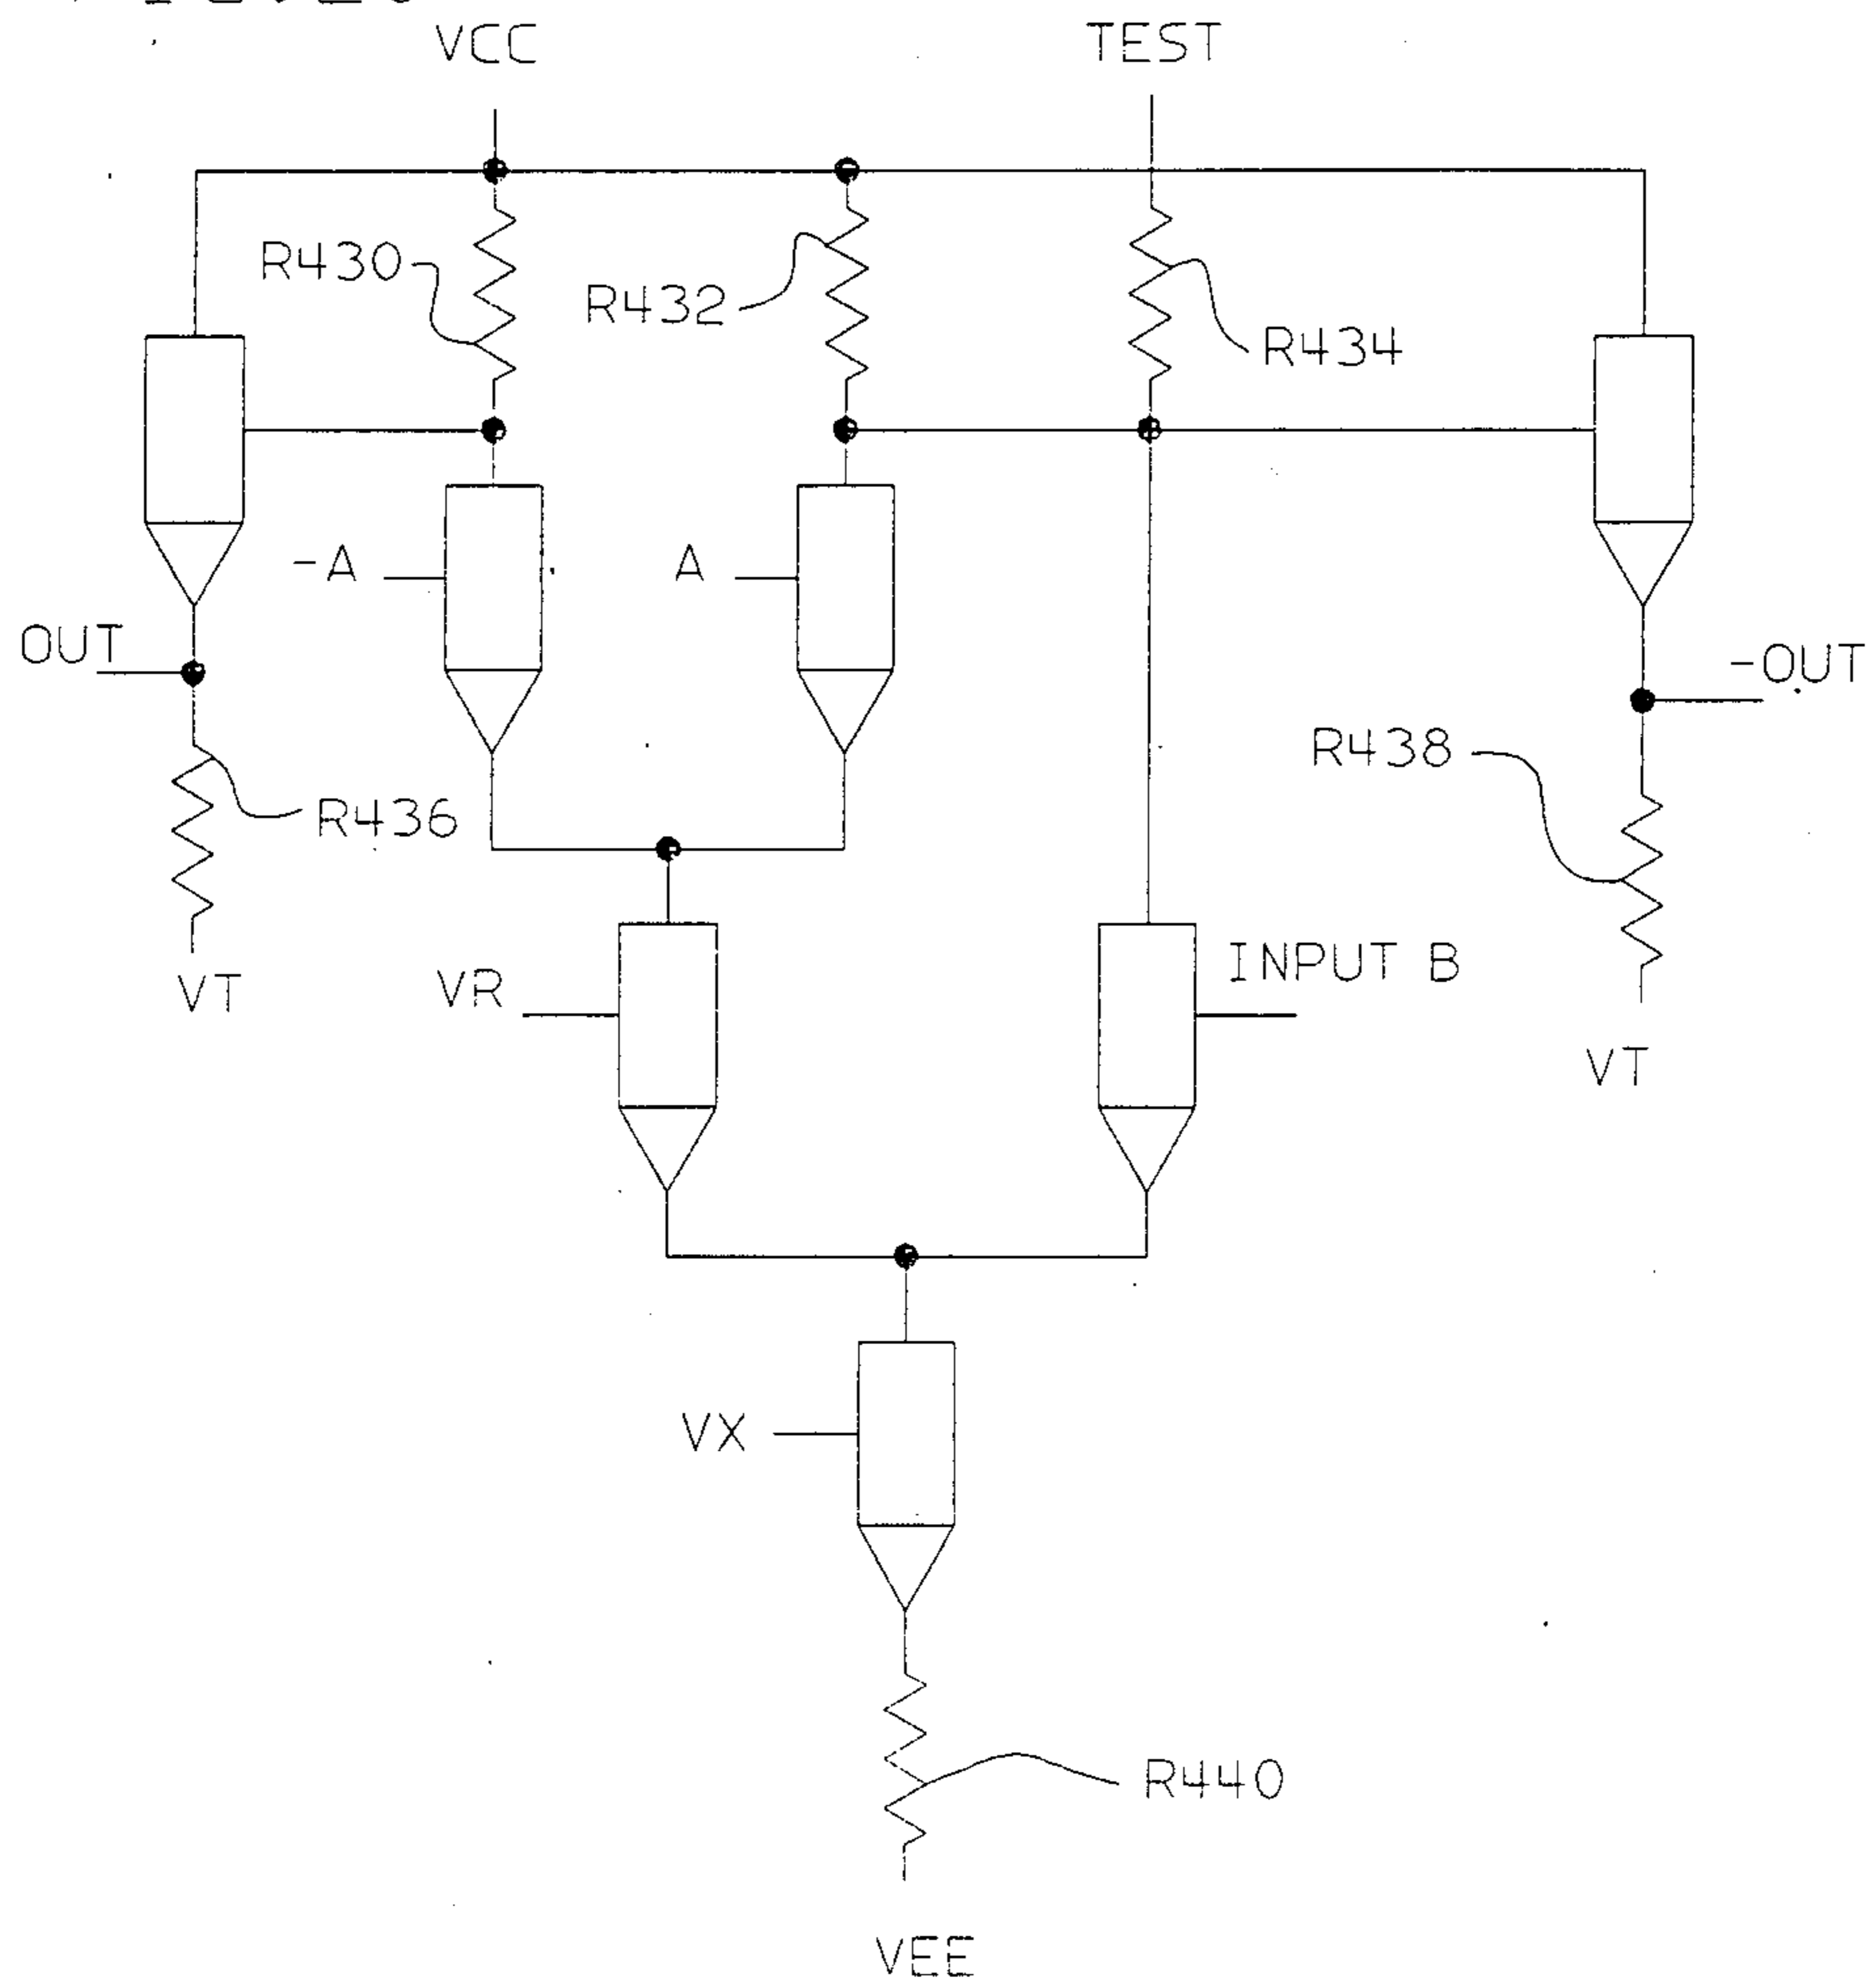 VCC
TEST
R430
R432
R434
-A
A
OUT
-OUT
R438
R436
VT
VR
INPUT B
VT
VX
R440
VEE